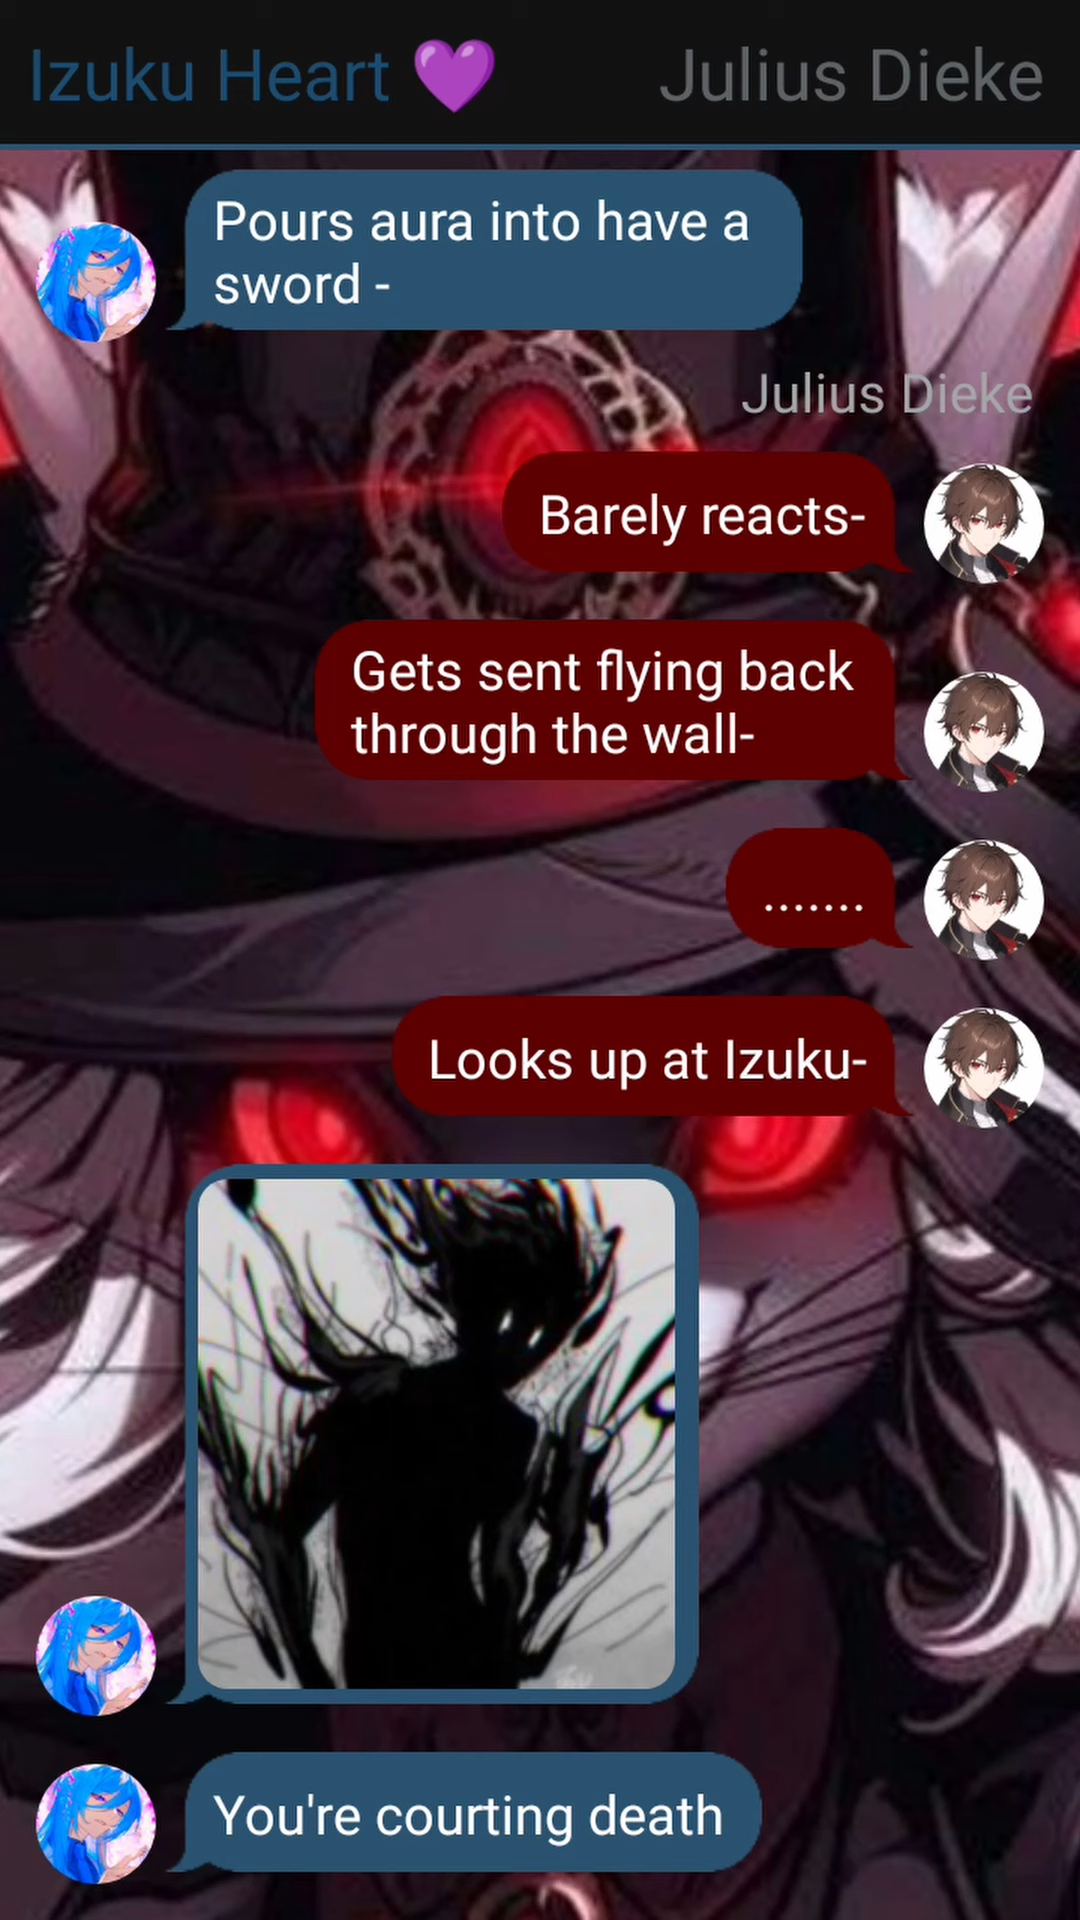 Izuku Heart 💜 Julius Dieke
Pours aura into have a
sword -
Julius Dieke
Barely reacts-
Gets sent flying back
through the wall-
.......
Looks up at Izuku-
You're courting death